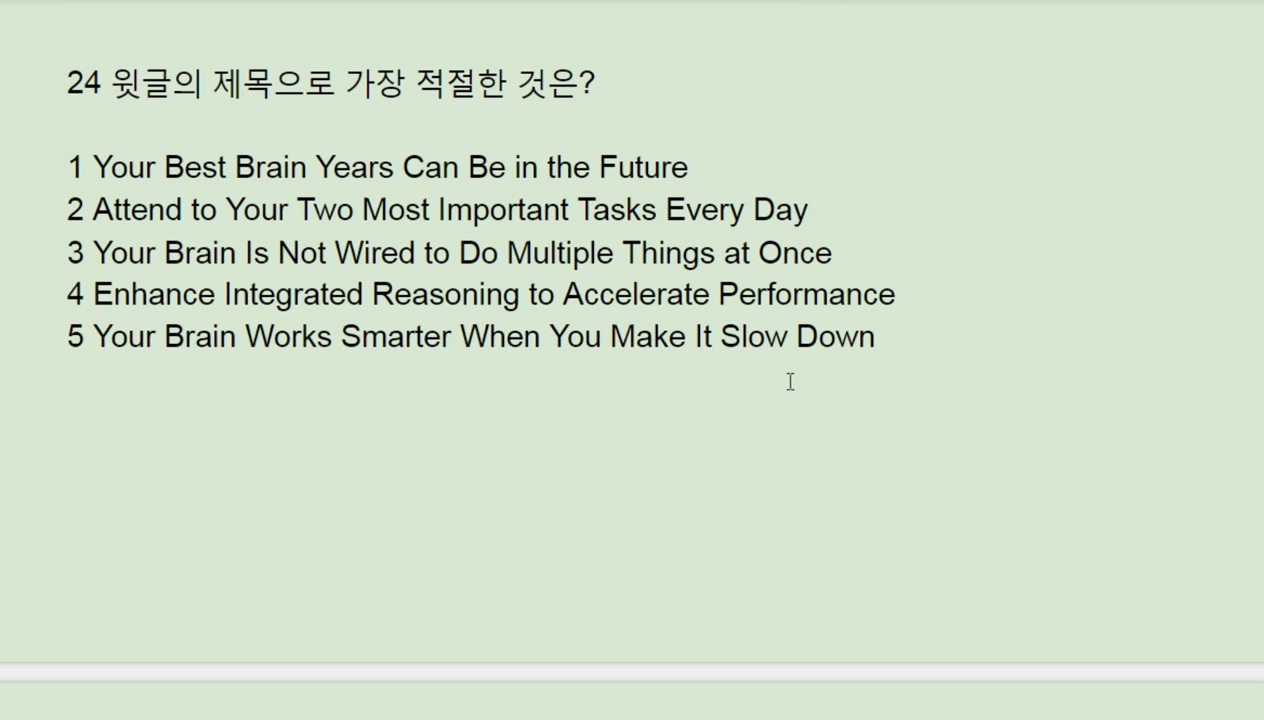 24 윗글의 제목으로 가장 적절한 것은?
1 Your Best Brain Years Can Be in the Future
2 Attend to Your Two Most Important Tasks Every Day
3 Your Brain Is Not Wired to Do Multiple Things at Once
4 Enhance Integrated Reasoning to Accelerate Performance
5 Your Brain Works Smarter When You Make It Slow Down